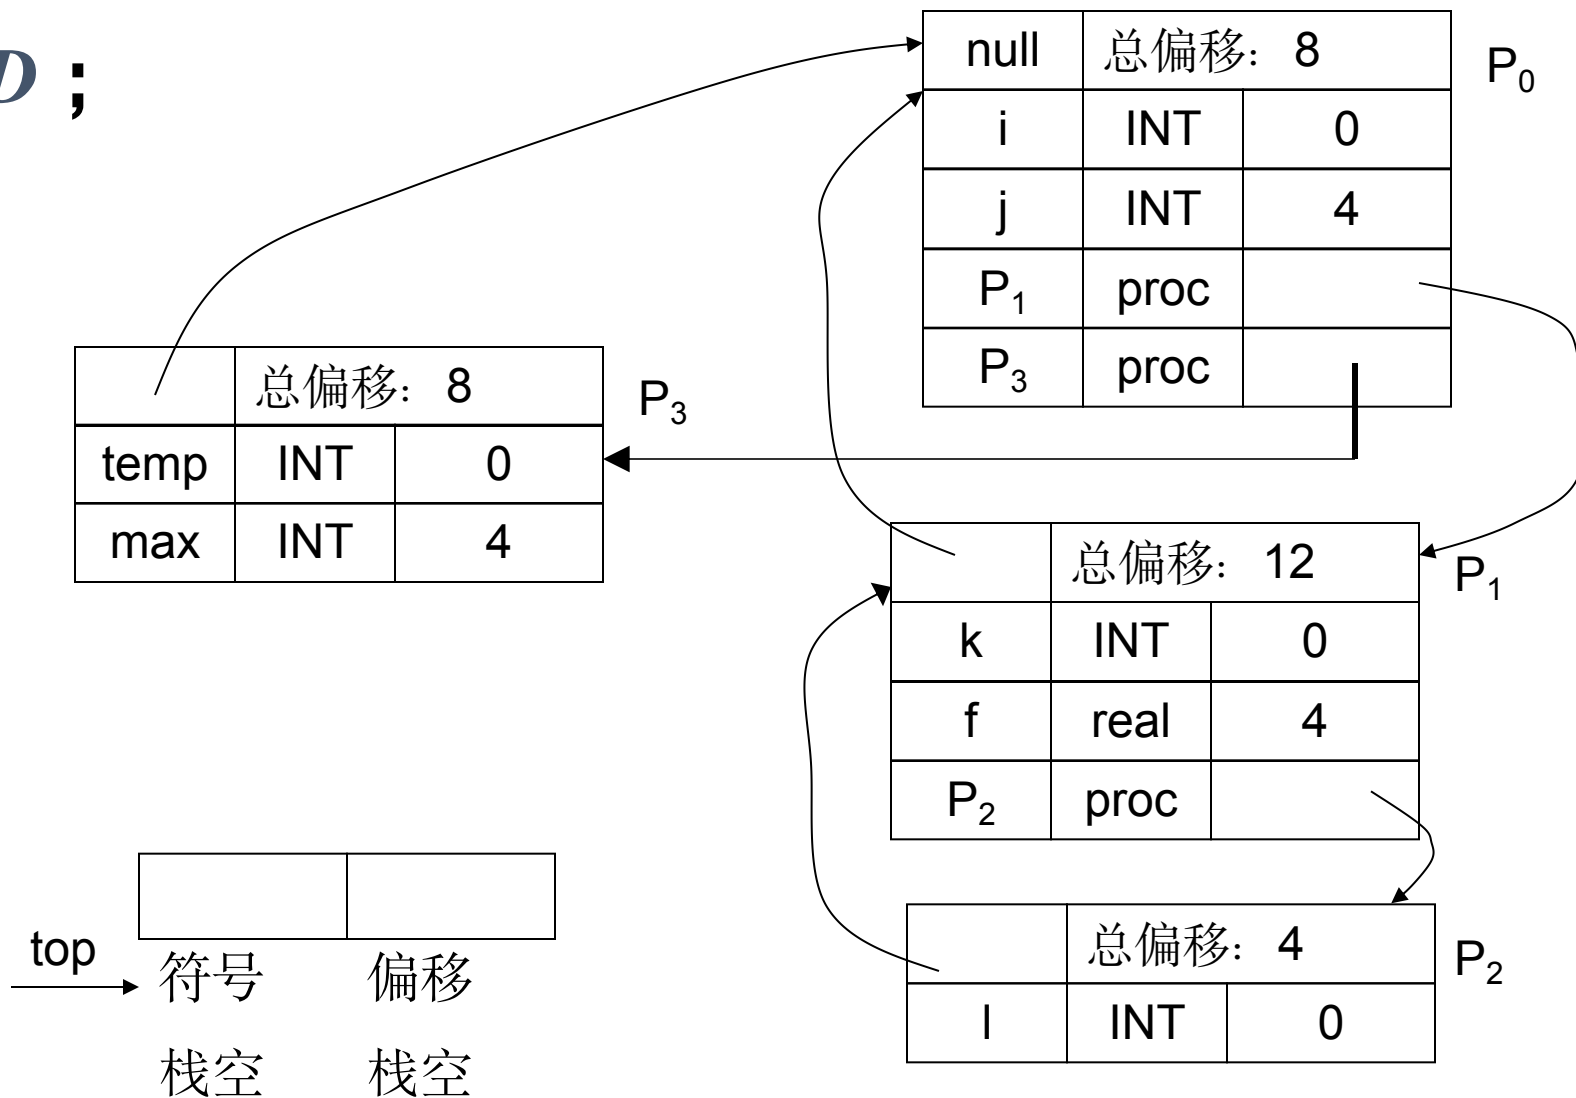 D ;
null 总偏移: 8 P0
i INT 0
j INT 4
P1 proc
P3 proc
总偏移: 8 P3
temp INT 0
max INT 4
总偏移: 12 P1
k INT 0
f real 4
P2 proc
总偏移: 4 P2
l INT 0
top
符号 偏移
栈空 栈空